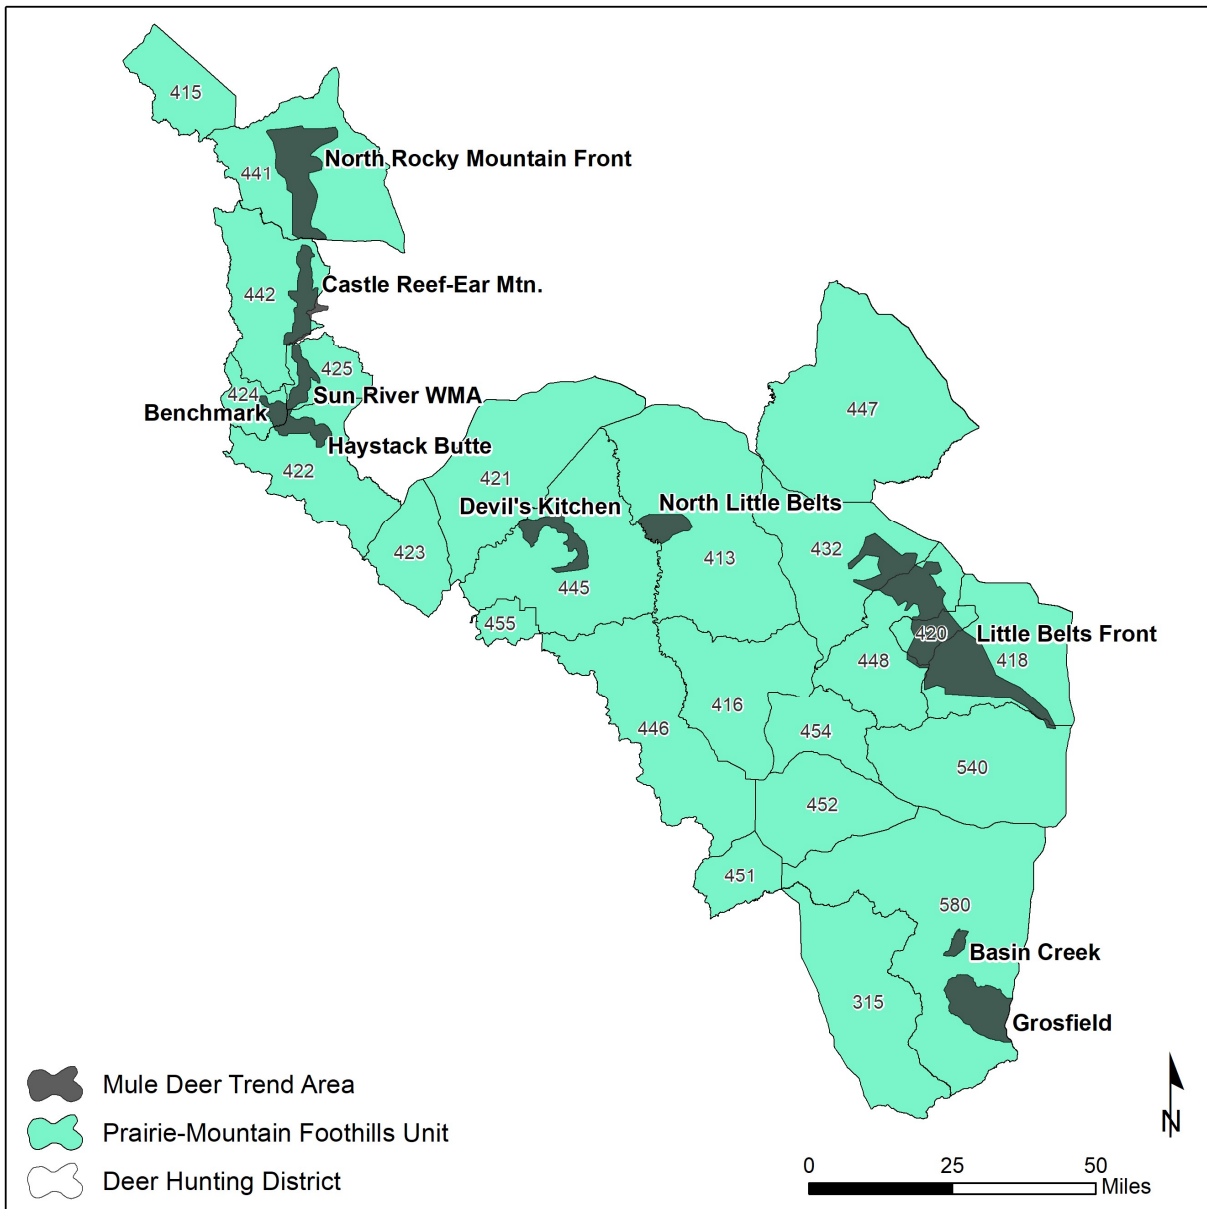 415
441
North Rocky Mountain Front
442
Castle Reef-Ear Mtn.
425
424
Sun River WMA
Benchmark
Haystack Butte
422
447
421
Devil's Kitchen
North Little Belts
423
413
432
445
455
420
Little Belts Front
448
418
416
446
454
540
452
451
580
Basin Creek
315
Grosfield
Mule Deer Trend Area
Prairie-Mountain Foothills Unit
Deer Hunting District
N
0 25 50
Miles